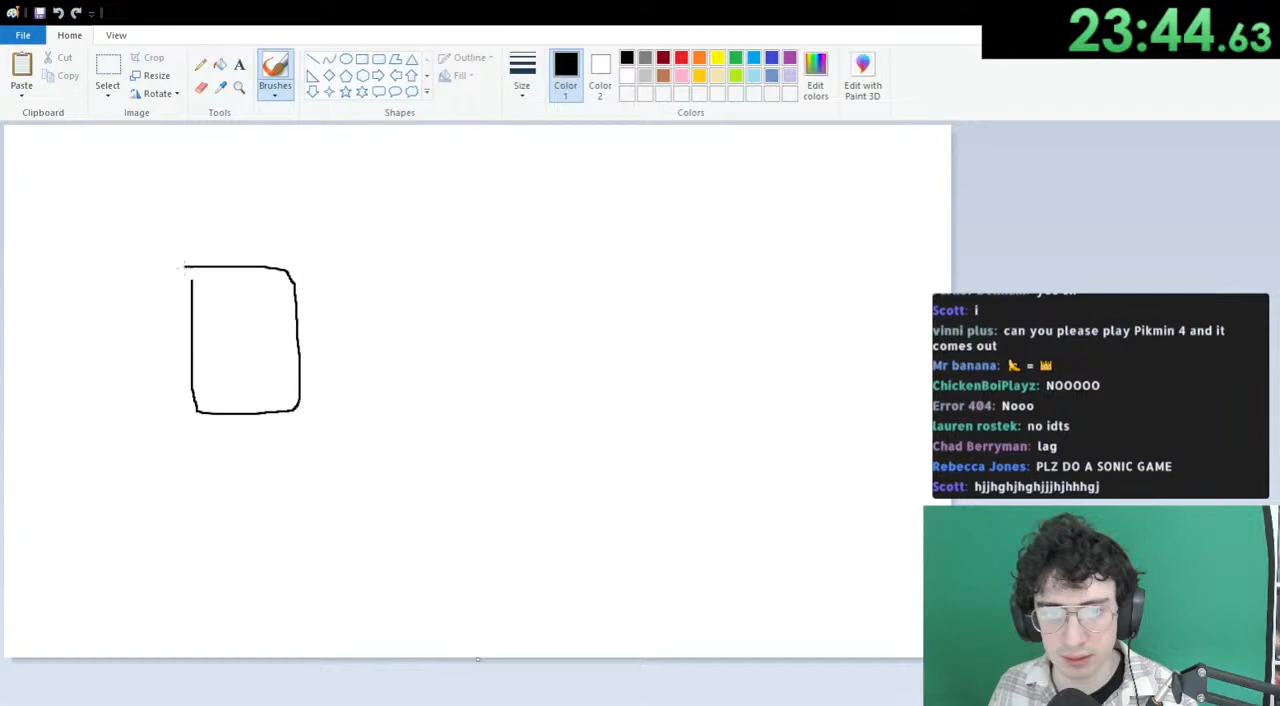 23:44.63
File Home View
Paste
Cut
Copy
Clipboard
Select
Crop
Resize
Rotate
Image
A
Tools
Brushes
Outline
Fill
Shapes
Size
Color 1
Color 2
Edit colors
Edit with Paint 3D
Colors
Scott: i
vinni plus: can you please play Pikmin 4 and it
comes out
Mr banana: =
ChickenBoiPlayz: NOOOOO
Error 404: Nooo
lauren rostek: no idts
Chad Berryman: lag
Rebecca Jones: PLZ DO A SONIC GAME
Scott: hjjhghjhghjjjhjhhhgj